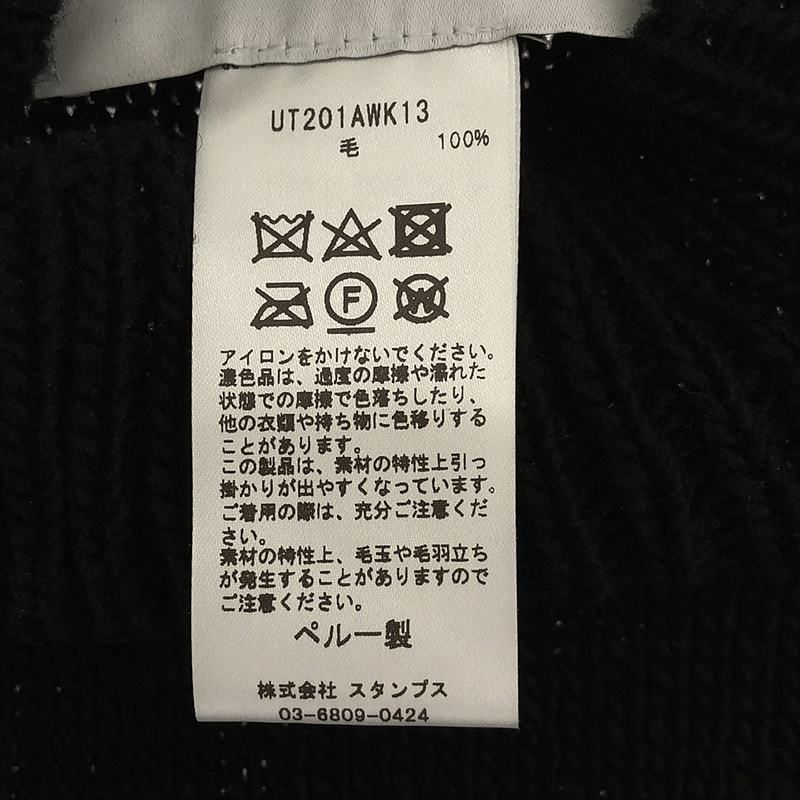 UT201AWK13
毛 100%
F W
アイロンをかけないでください。
濃色品は、過度の摩擦や濡れた
状態での摩擦で色落ちしたり、
他の衣類や持ち物に色移りする
ことがあります。
この製品は、素材の特性上引っ
掛かりが出やすくなっています。
ご着用の際は、充分ご注意くだ
さい。
素材の特性上、毛玉や毛羽立ち
が発生することがありますので
ご注意ください。
ペルー製
株式会社 スタンプス
03-6809-0424